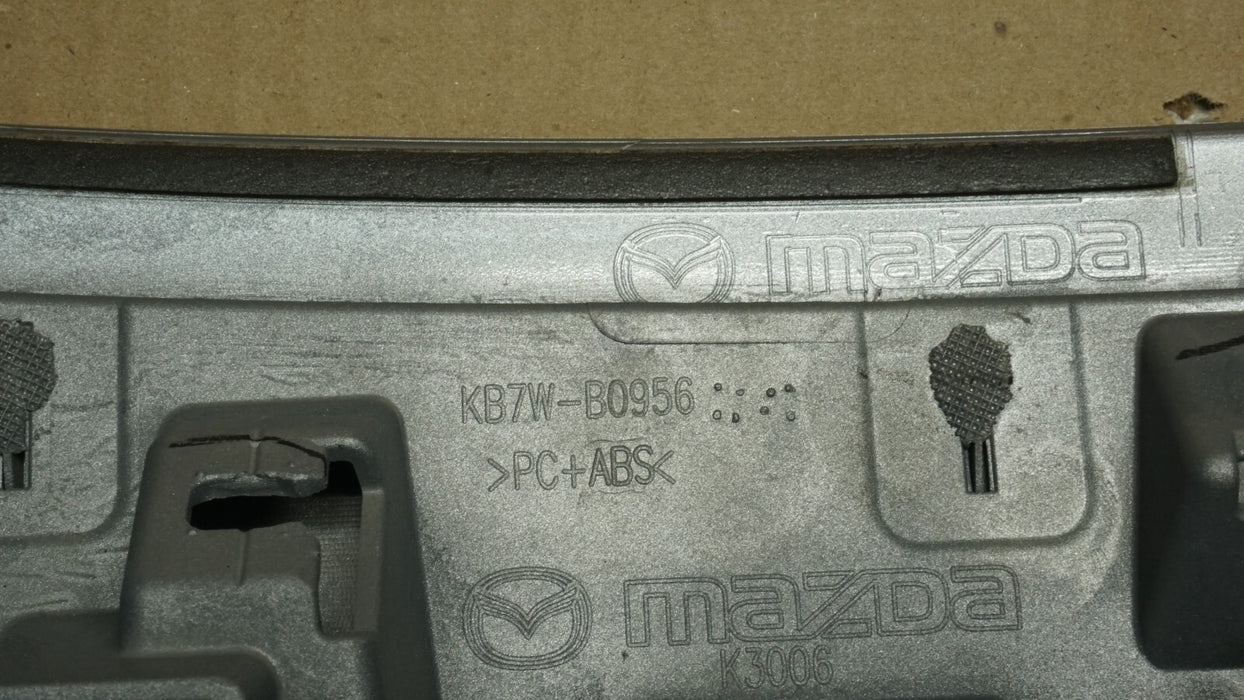 mazda
KB7W-B0956
>PC+ABS<
mazda
K3006